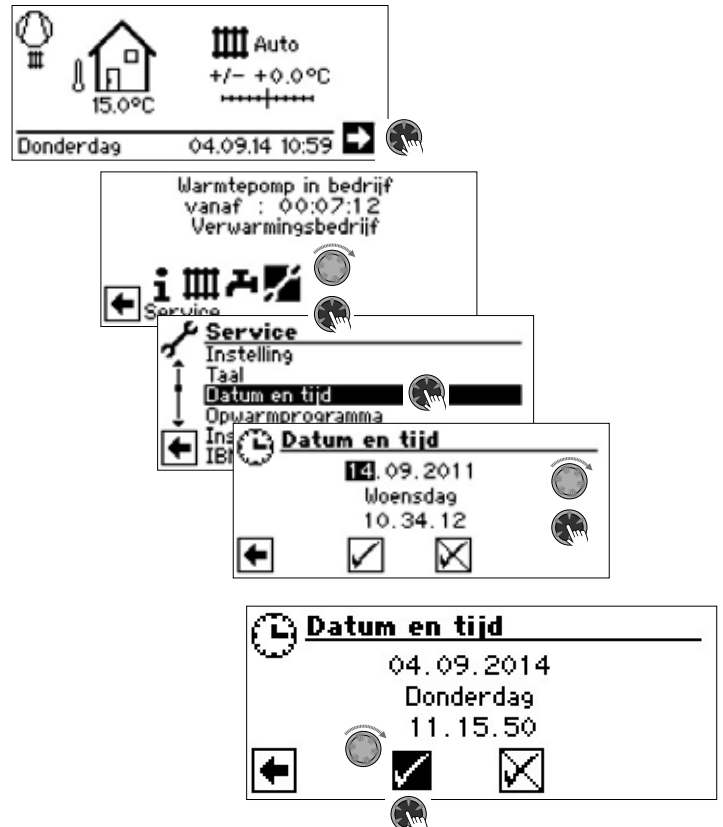 Auto
+/- +0.0°C
15.0°C
Donderdag 04.09.14 10:59
Warmtepomp in bedrijf
vanaf : 00:07:12
Verwarmingsbedrijf
Service
Service
Instelling
Taal
Datum en tijd
Opwarmprogramma
Ins
IB
Datum en tijd
14.09.2011
Woensdag
10.34.12
Datum en tijd
04.09.2014
Donderdag
11.15.50